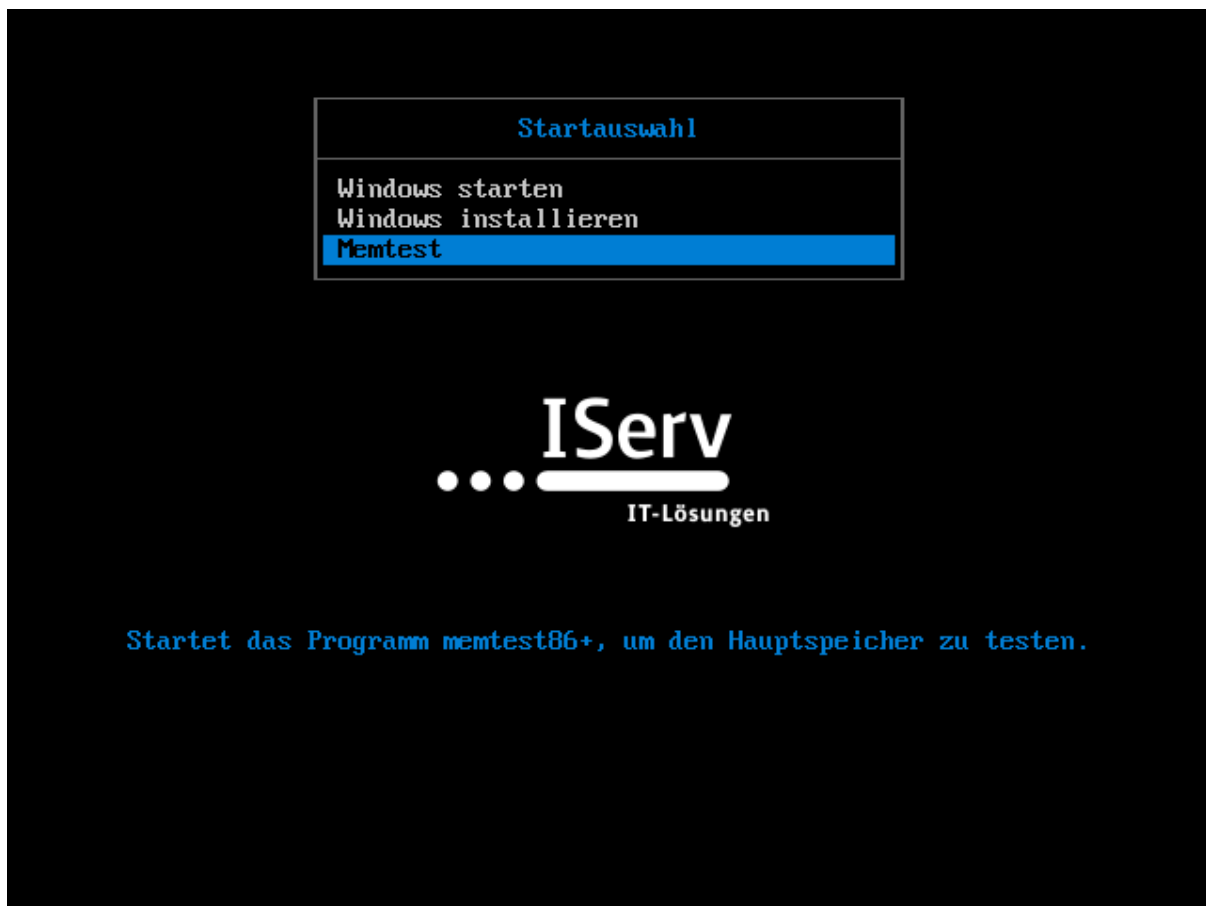 Startauswahl
Windows starten
Windows installieren
Memtest
IServ
IT-Lösungen
Startet das Programm memtest86+, um den Hauptspeicher zu testen.